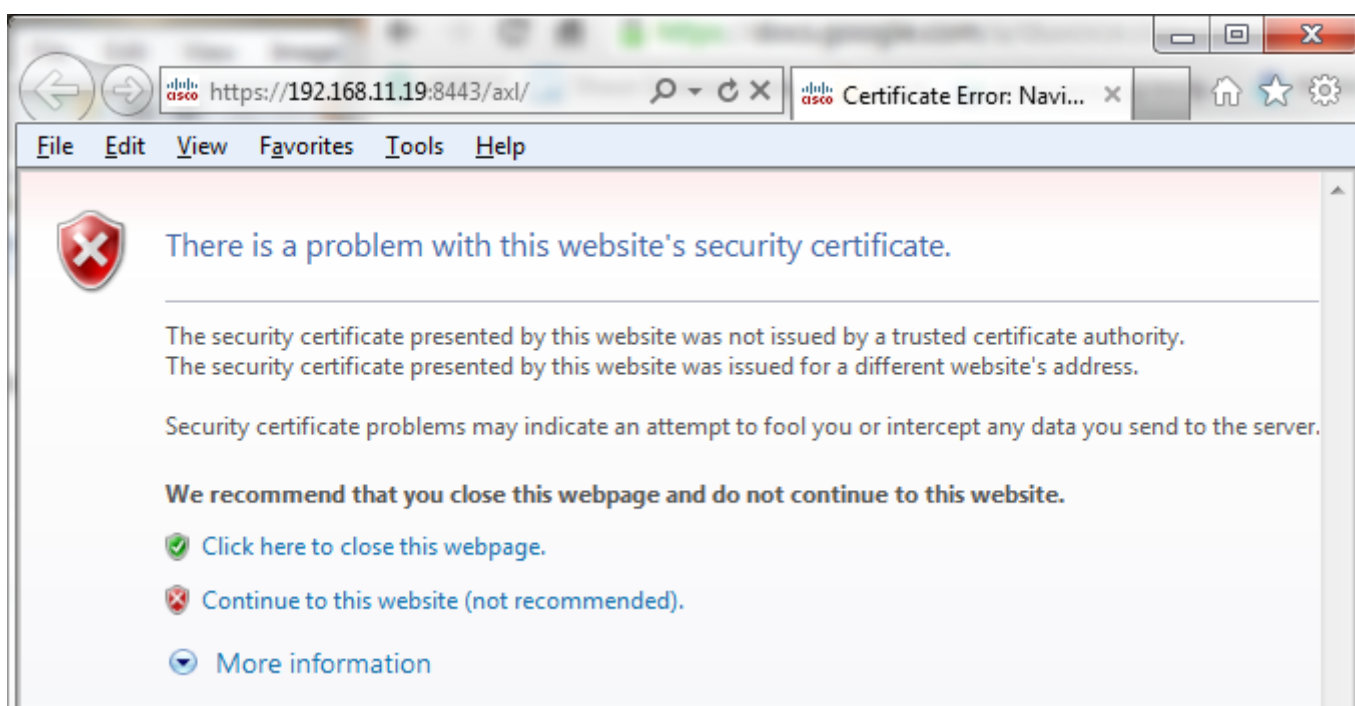 cisco https://192.168.11.19:8443/axl/
cisco Certificate Error: Navi...
File Edit View Favorites Tools Help
There is a problem with this website's security certificate.
The security certificate presented by this website was not issued by a trusted certificate authority.
The security certificate presented by this website was issued for a different website's address.
Security certificate problems may indicate an attempt to fool you or intercept any data you send to the server.
We recommend that you close this webpage and do not continue to this website.
Click here to close this webpage.
Continue to this website (not recommended).
More information